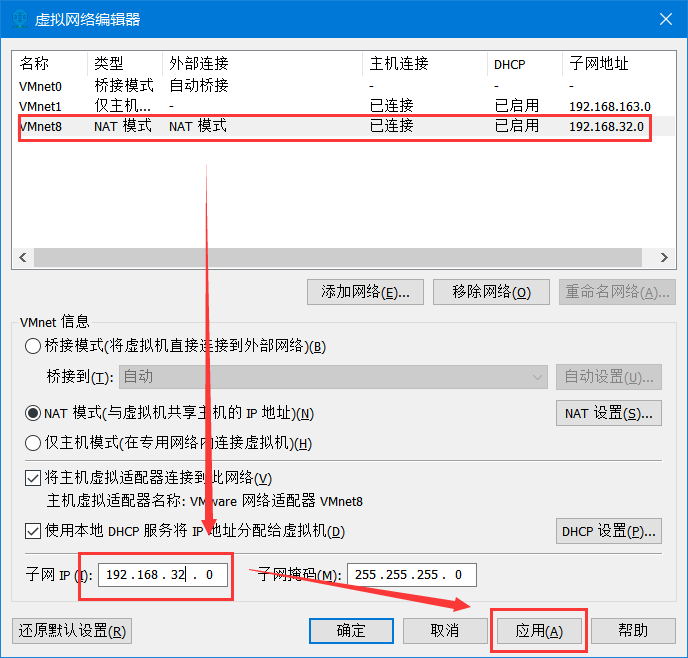 虚拟网络编辑器
名称 类型 外部连接 主机连接 DHCP 子网地址
VMnet0 桥接模式 自动桥接 - - -
VMnet1 仅主机... - 已连接 已启用 192.168.163.0
VMnet8 NAT 模式 NAT 模式 已连接 已启用 192.168.32.0
添加网络(E)... 移除网络(O) 重命名网络(A)...
VMnet 信息
桥接模式(将虚拟机直接连接到外部网络)(B)
桥接到(T): 自动 自动设置(U)...
NAT 模式(与虚拟机共享主机的 IP 地址)(N) NAT 设置(S)...
仅主机模式(在专用网络内连接虚拟机)(H)
将主机虚拟适配器连接到此网络(V)
主机虚拟适配器名称: VMware 网络适配器 VMnet8
使用本地 DHCP 服务将 IP 地址分配给虚拟机(D) DHCP 设置(P)...
子网 IP (I): 192.168.32.0 子网掩码(M): 255.255.255.0
还原默认设置(R) 确定 取消 应用(A) 帮助